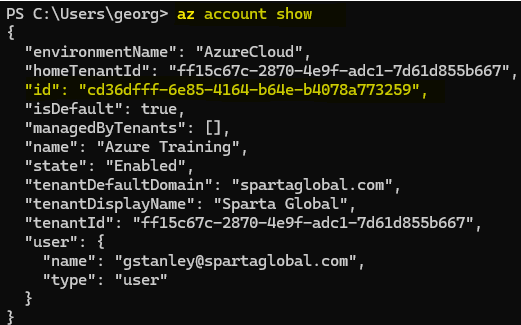 PS C:\Users\georg> az account show
{
  "environmentName": "AzureCloud",
  "homeTenantId": "ff15c67c-2870-4e9f-adc1-7d61d855b667",
  "id": "cd36dfff-6e85-4164-b64e-b4078a773259",
  "isDefault": true,
  "managedByTenants": [],
  "name": "Azure Training",
  "state": "Enabled",
  "tenantDefaultDomain": "spartaglobal.com",
  "tenantDisplayName": "Sparta Global",
  "tenantId": "ff15c67c-2870-4e9f-adc1-7d61d855b667",
  "user": {
    "name": "gstanley@spartaglobal.com",
    "type": "user"
  }
}